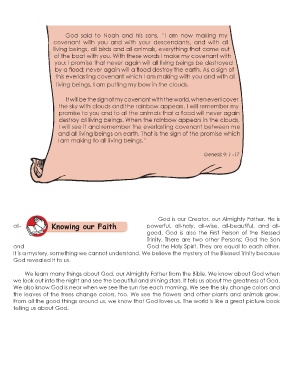 God said to Noah and his sons, "I am now making my
covenant with you and with your descendants, and with all
living beings, all birds and all animals, everything that came out
of the boat with you. With these words I make my covenant with
you: I promise that never again will all living beings be destroyed
by a flood; never again will a flood destroy the earth. As a sign of
this everlasting covenant which I am making with you and with all
living beings, I am putting my bow in the clouds.
It will be the sign of my covenant with the world, whenever I cover
the sky with clouds and the rainbow appears, I will remember my
promise to you and to all the animals that a flood will never again
destroy all living beings. When the rainbow appears in the clouds,
I will see it and remember the everlasting covenant between me
and all living beings on earth. That is the sign of the promise which
I am making to all living beings."
Genesis 9: 1 -17
Knowing our Faith
God is our Creator, our Almighty Father. He is
all- powerful, all-holy, all-wise, all-beautiful, and all-
good. God is also the First Person of the Blessed
Trinity. There are two other Persons: God the Son
and God the Holy Spirit. They are equal to each other.
It is a mystery, something we cannot understand. We believe the mystery of the Blessed Trinity because
God revealed it to us.
We learn many things about God, our Almighty Father from the Bible. We know about God when
we look out into the night and see the beautiful and shining stars. It tells us about the greatness of God.
We also know God is near when we see the sun rise each morning. We see the sky change colors and
the leaves of the trees change colors, too. We see the flowers and other plants and animals grow.
From all the good things around us, we know that God loves us. The world is like a great picture book
telling us about God.